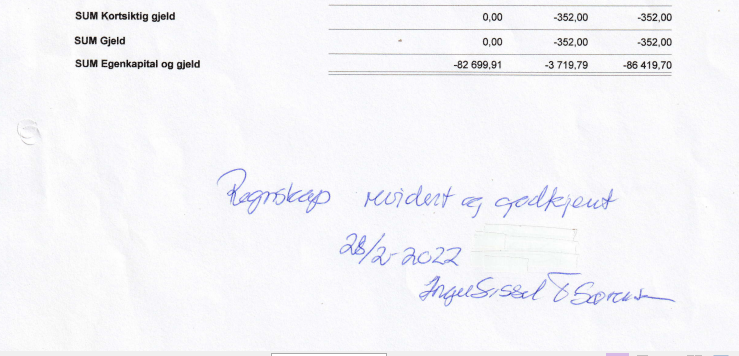 SUM Kortsiktig gjeld 0,00 -352,00 -352,00
SUM Gjeld 0,00 -352,00 -352,00
SUM Egenkapital og gjeld -82 699,91 -3 719,79 -86 419,70
Regnskap revidert og godkjent
28/2-2022
Sissel